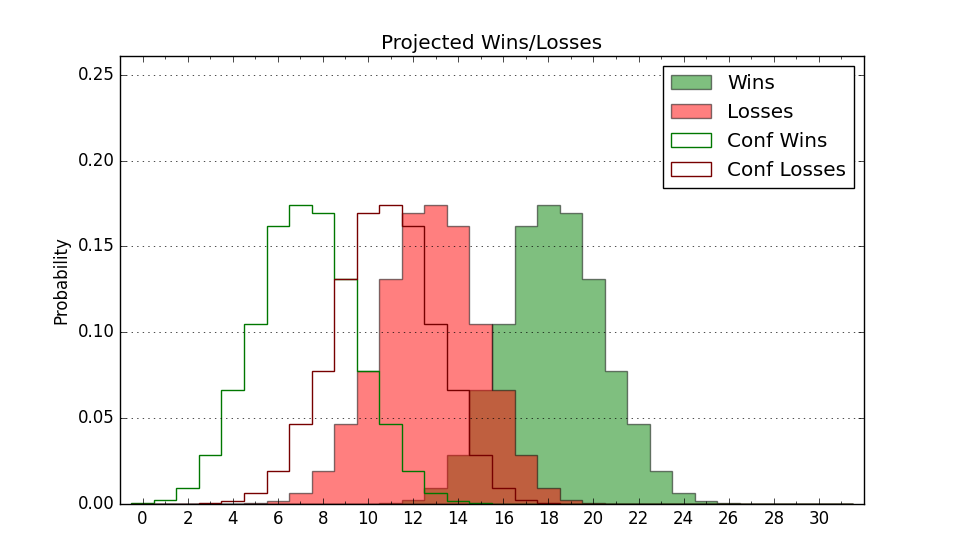 Projected Wins/Losses
0.25
0.20
0.15
0.10
0.05
0.00
Probability
Wins
Losses
Conf Wins
Conf Losses
0 2 4 6 8 10 12 14 16 18 20 22 24 26 28 30